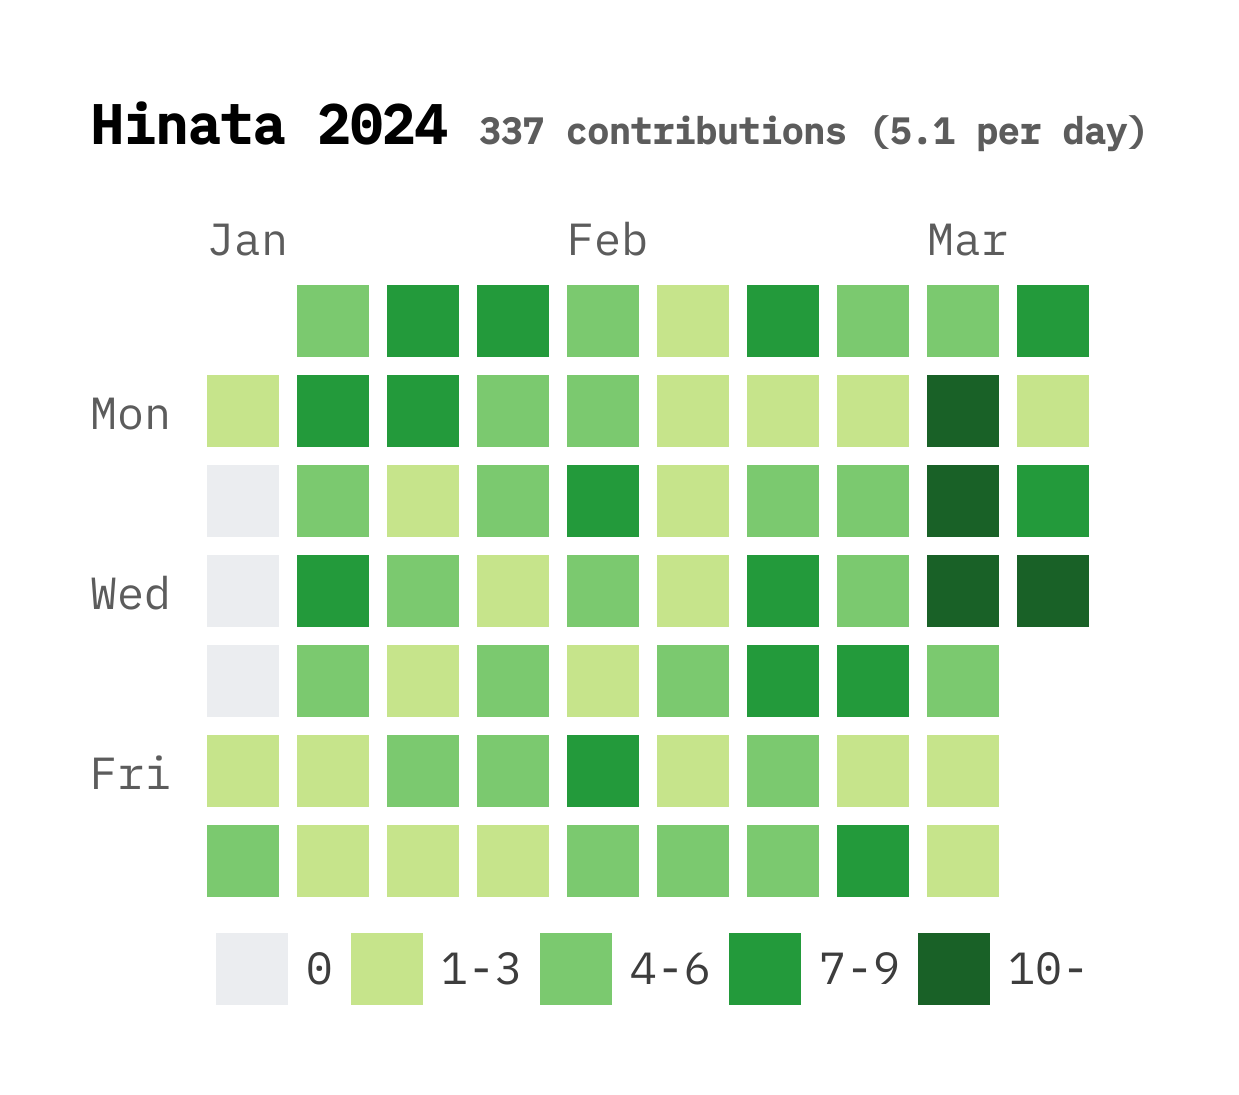 Hinata 2024 337 contributions (5.1 per day)
Jan Feb Mar
Mon
Wed
Fri
0 1-3 4-6 7-9 10-